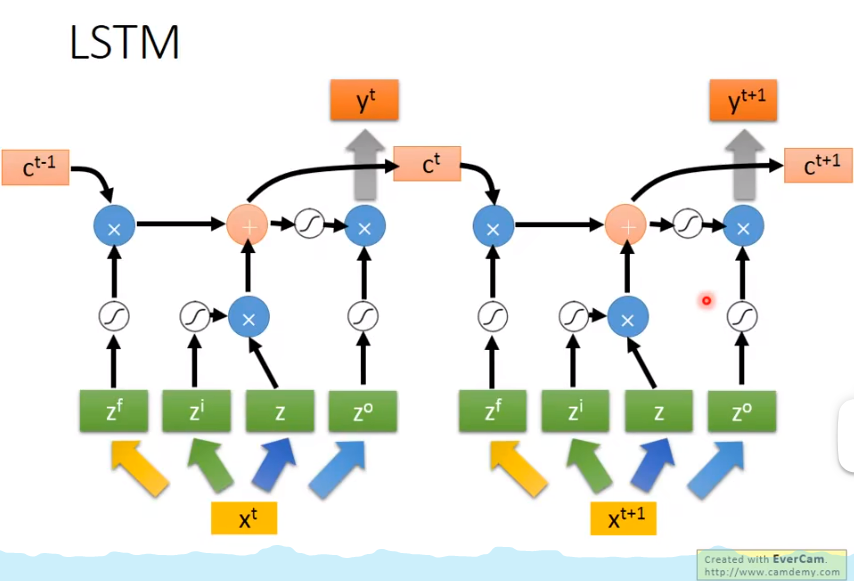 LSTM
y^t
y^{t+1}
c^{t-1}
c^t
c^{t+1}
×
+
×
×
+
×
×
×
z^f
z^i
z
z^o
z^f
z^i
z
z^o
x^t
x^{t+1}
Created with EverCam.
http://www.camdemy.com